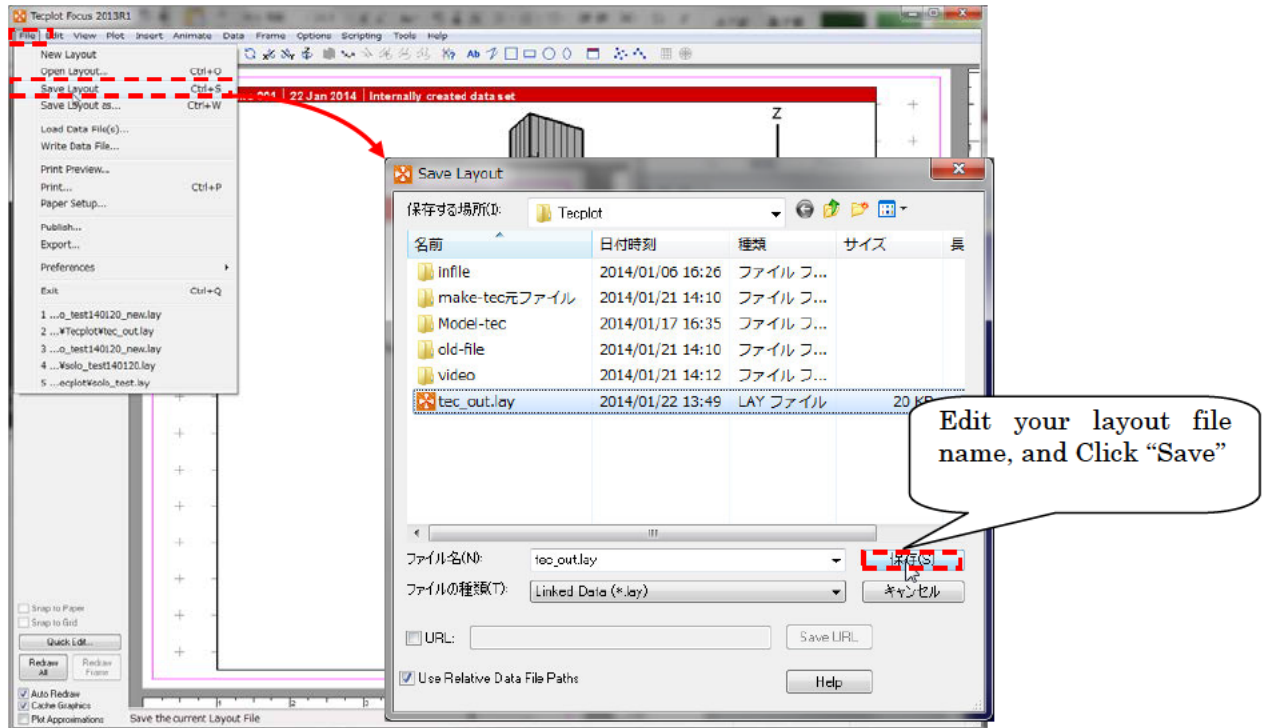 Tecplot Focus 2013R1
File Edit View Plot Insert Animate Data Frame Options Scripting Tools Help
New Layout
Open Layout... Ctrl+O
Save Layout Ctrl+S
Save Layout as... Ctrl+W
Load Data File(s)...
Write Data File...
Print Preview...
Print... Ctrl+P
Paper Setup...
Publish...
Export...
Preferences
Exit Ctrl+Q
1 ...o_test140120_new.lay
2 ...¥Tecplot¥tec_out.lay
3 ...o_test140120_new.lay
4 ...¥solo_test140120.lay
5 ...ecplot¥solo_test.lay
001 | 22 Jan 2014 | Internally created data set
Z
Save Layout
保存する場所(I):
Tecplot
名前 日付時刻 種類 サイズ 長
infile 2014/01/06 16:26 ファイル フ...
make-tec元ファイル 2014/01/21 14:10 ファイル フ...
Model-tec 2014/01/17 16:35 ファイル フ...
old-file 2014/01/21 14:10 ファイル フ...
video 2014/01/21 14:12 ファイル フ...
tec_out.lay 2014/01/22 13:49 LAY ファイル 20 KB
Edit your layout file
name, and Click “Save”
ファイル名(N): tec_out.lay 保存(S)
ファイルの種類(T): Linked Data (*.lay) キャンセル
URL: Save URL
Use Relative Data File Paths Help
Snap to Paper
Snap to Grid
Quick Edit...
Redraw All
Redraw Frame
Auto Redraw
Cache Graphics
Plot Approximations
Save the current Layout File
1 2 3